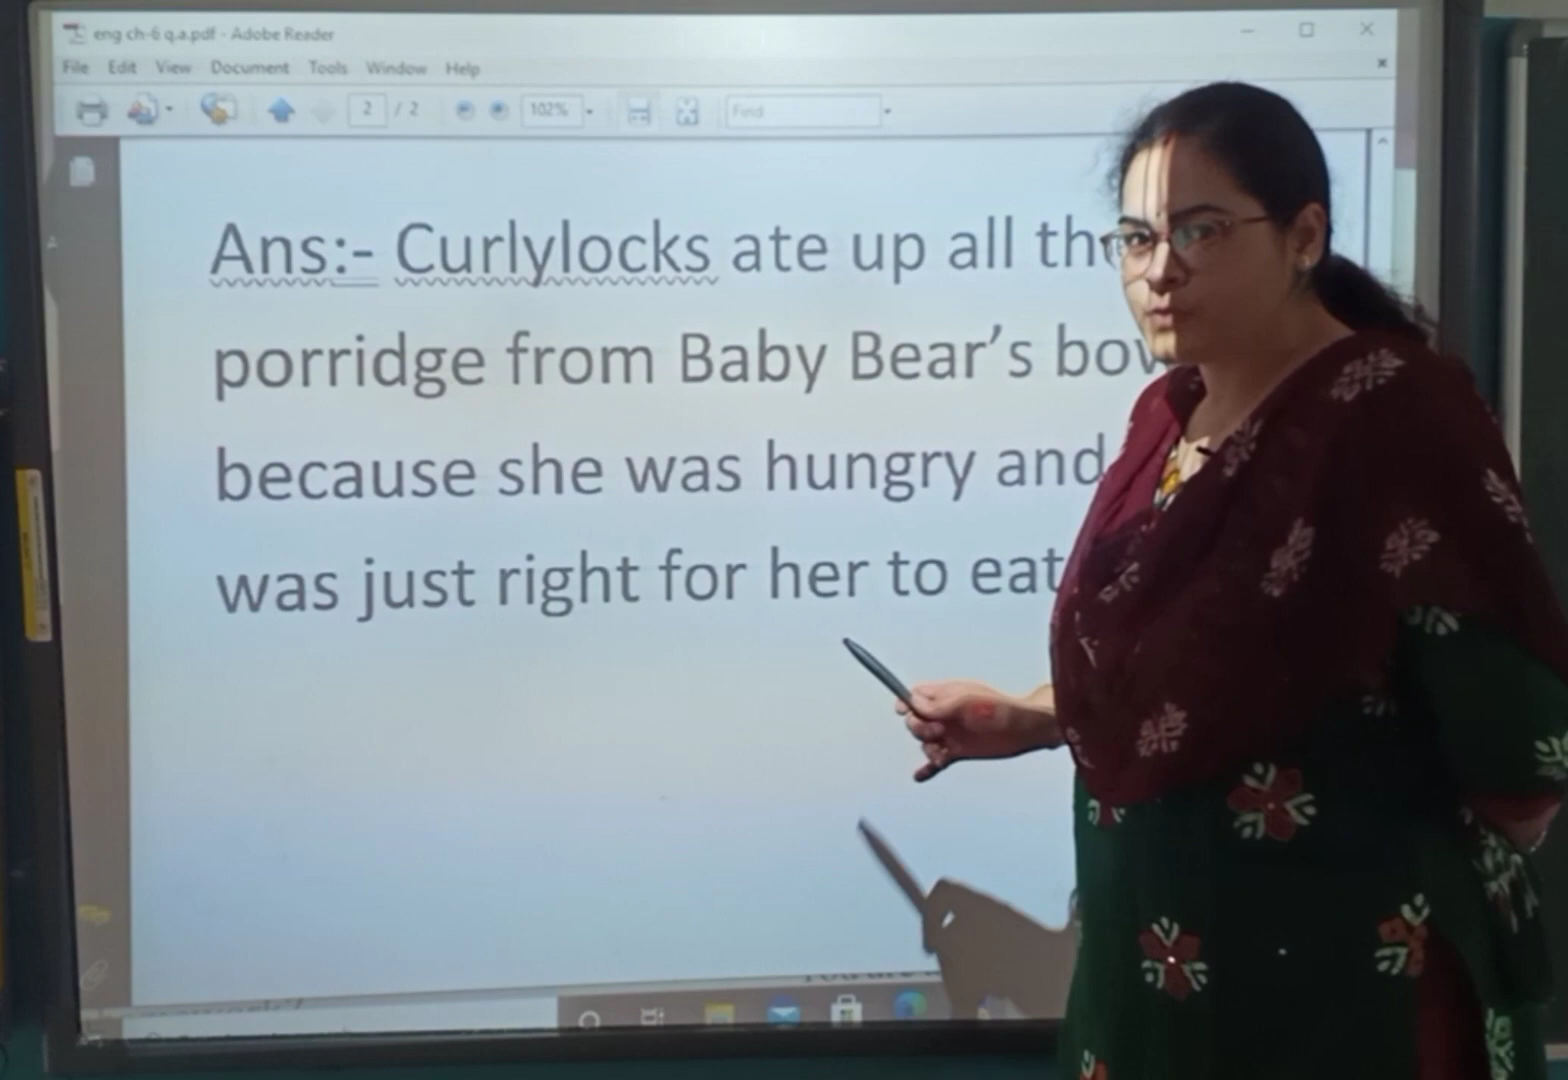 eng ch-6 q.a.pdf - Adobe Reader
File Edit View Document Tools Window Help
2 / 2 102% Find
Ans:- Curlylocks ate up all
porridge from Baby Bear’s
because she was hungry and
was just right for her to eat